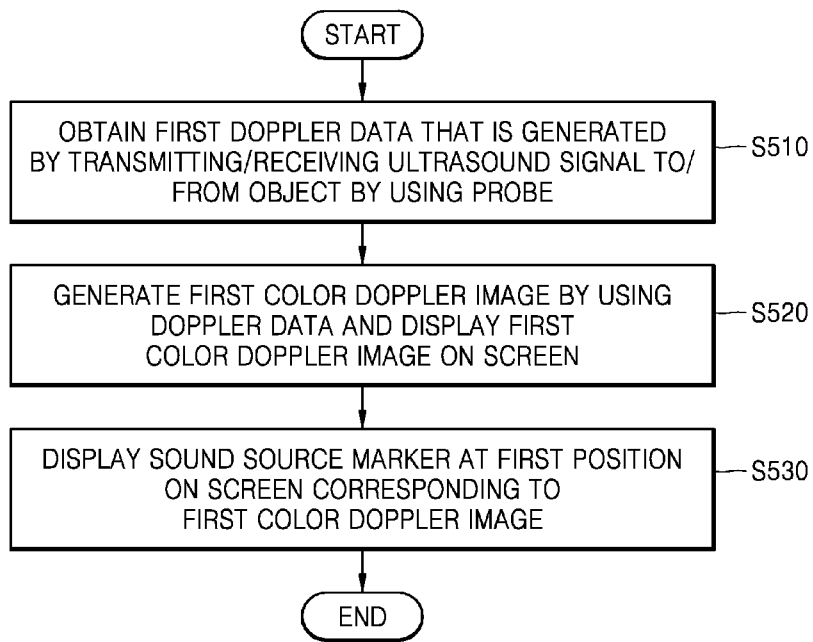 START
OBTAIN FIRST DOPPLER DATA THAT IS GENERATED
BY TRANSMITTING/RECEIVING ULTRASOUND SIGNAL TO/
FROM OBJECT BY USING PROBE
S510
GENERATE FIRST COLOR DOPPLER IMAGE BY USING
DOPPLER DATA AND DISPLAY FIRST
COLOR DOPPLER IMAGE ON SCREEN
S520
DISPLAY SOUND SOURCE MARKER AT FIRST POSITION
ON SCREEN CORRESPONDING TO
FIRST COLOR DOPPLER IMAGE
S530
END